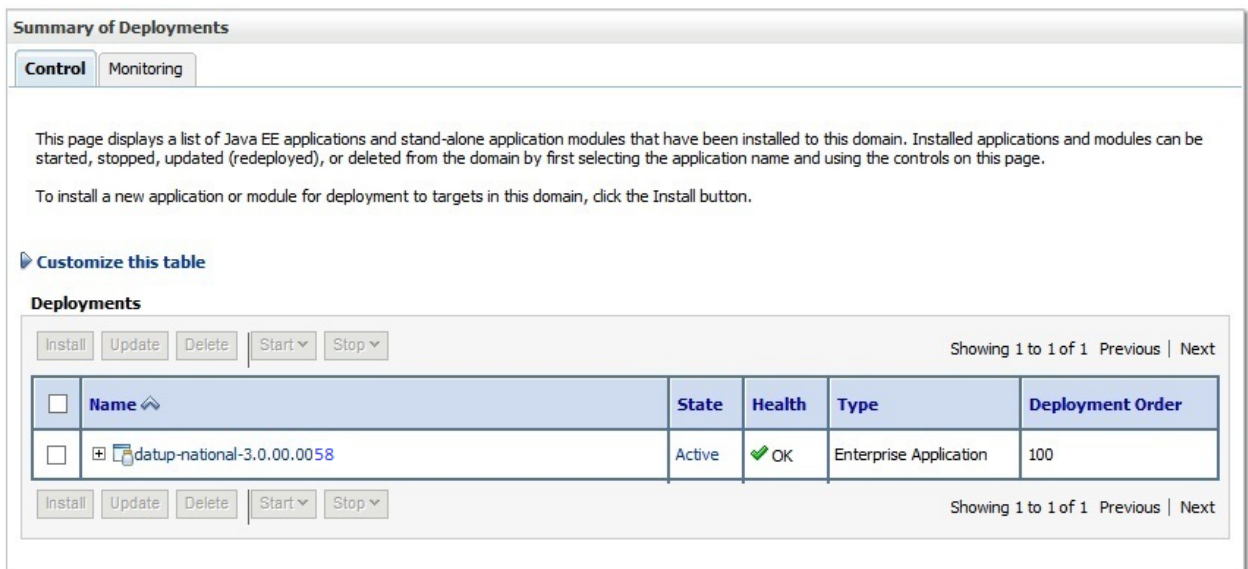 Summary of Deployments
Control Monitoring
This page displays a list of Java EE applications and stand-alone application modules that have been installed to this domain. Installed applications and modules can be
started, stopped, updated (redeployed), or deleted from the domain by first selecting the application name and using the controls on this page.
To install a new application or module for deployment to targets in this domain, click the Install button.
Customize this table
Deployments
Install Update Delete Start Stop Showing 1 to 1 of 1 Previous | Next
Name State Health Type Deployment Order
datup-national-3.0.00.0058 Active OK Enterprise Application 100
Install Update Delete Start Stop Showing 1 to 1 of 1 Previous | Next